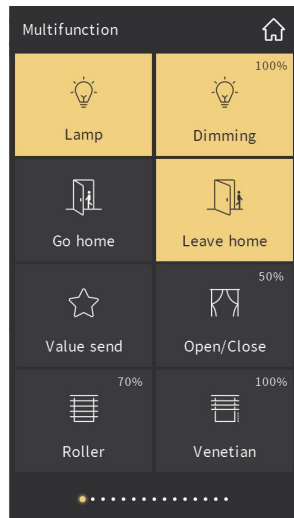 Multifunction
100%
Lamp
Dimming
Go home
Leave home
50%
Value send
Open/Close
70%
100%
Roller
Venetian